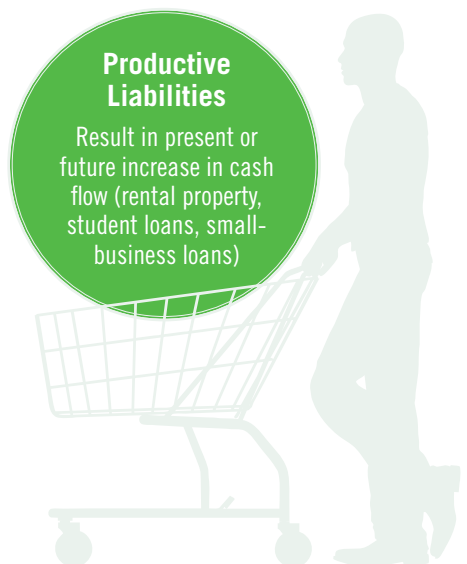 Productive
Liabilities
Result in present or
future increase in cash
flow (rental property,
student loans, small-
business loans)